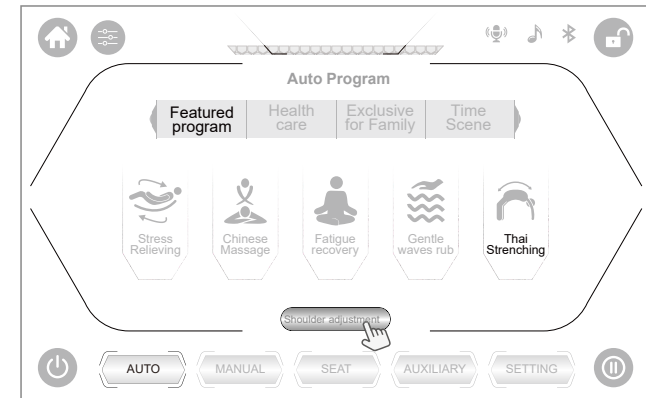 Auto Program
Featured program
Health care
Exclusive for Family
Time Scene
Stress Relieving
Chinese Massage
Fatigue recovery
Gentle waves rub
Thai Strenching
Shoulder adjustment
AUTO
MANUAL
SEAT
AUXILIARY
SETTING